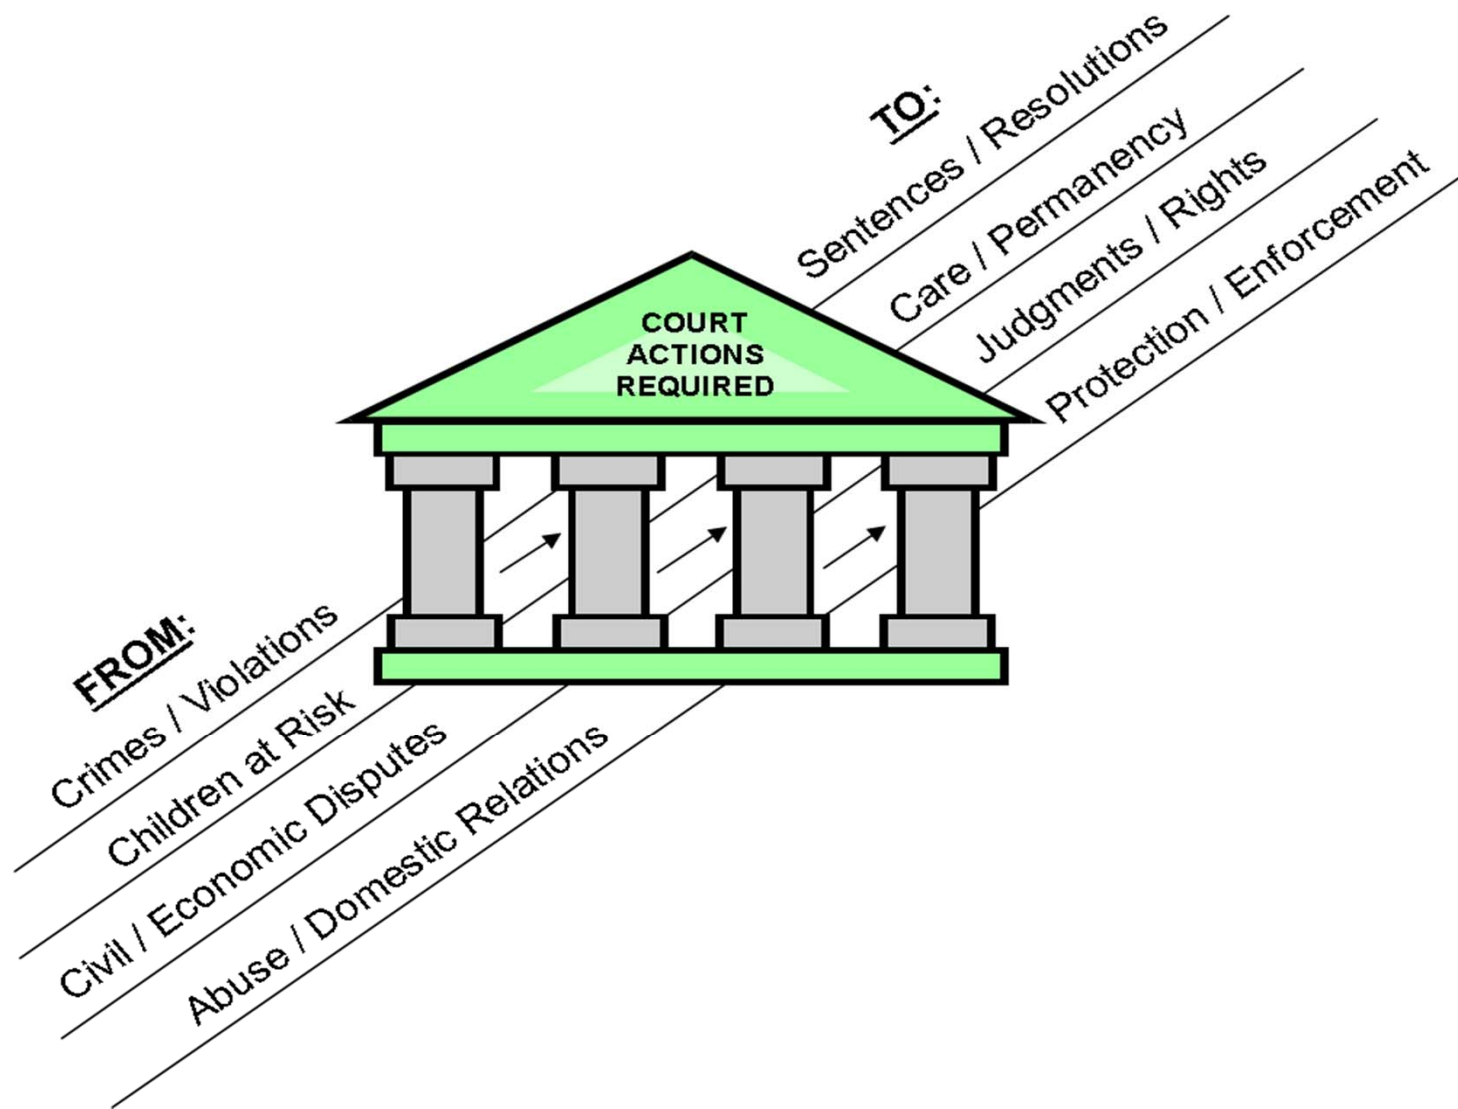 TO:
Sentences / Resolutions
Care / Permanency
Judgments / Rights
Protection / Enforcement
COURT
ACTIONS
REQUIRED
FROM:
Crimes / Violations
Children at Risk
Civil / Economic Disputes
Abuse / Domestic Relations